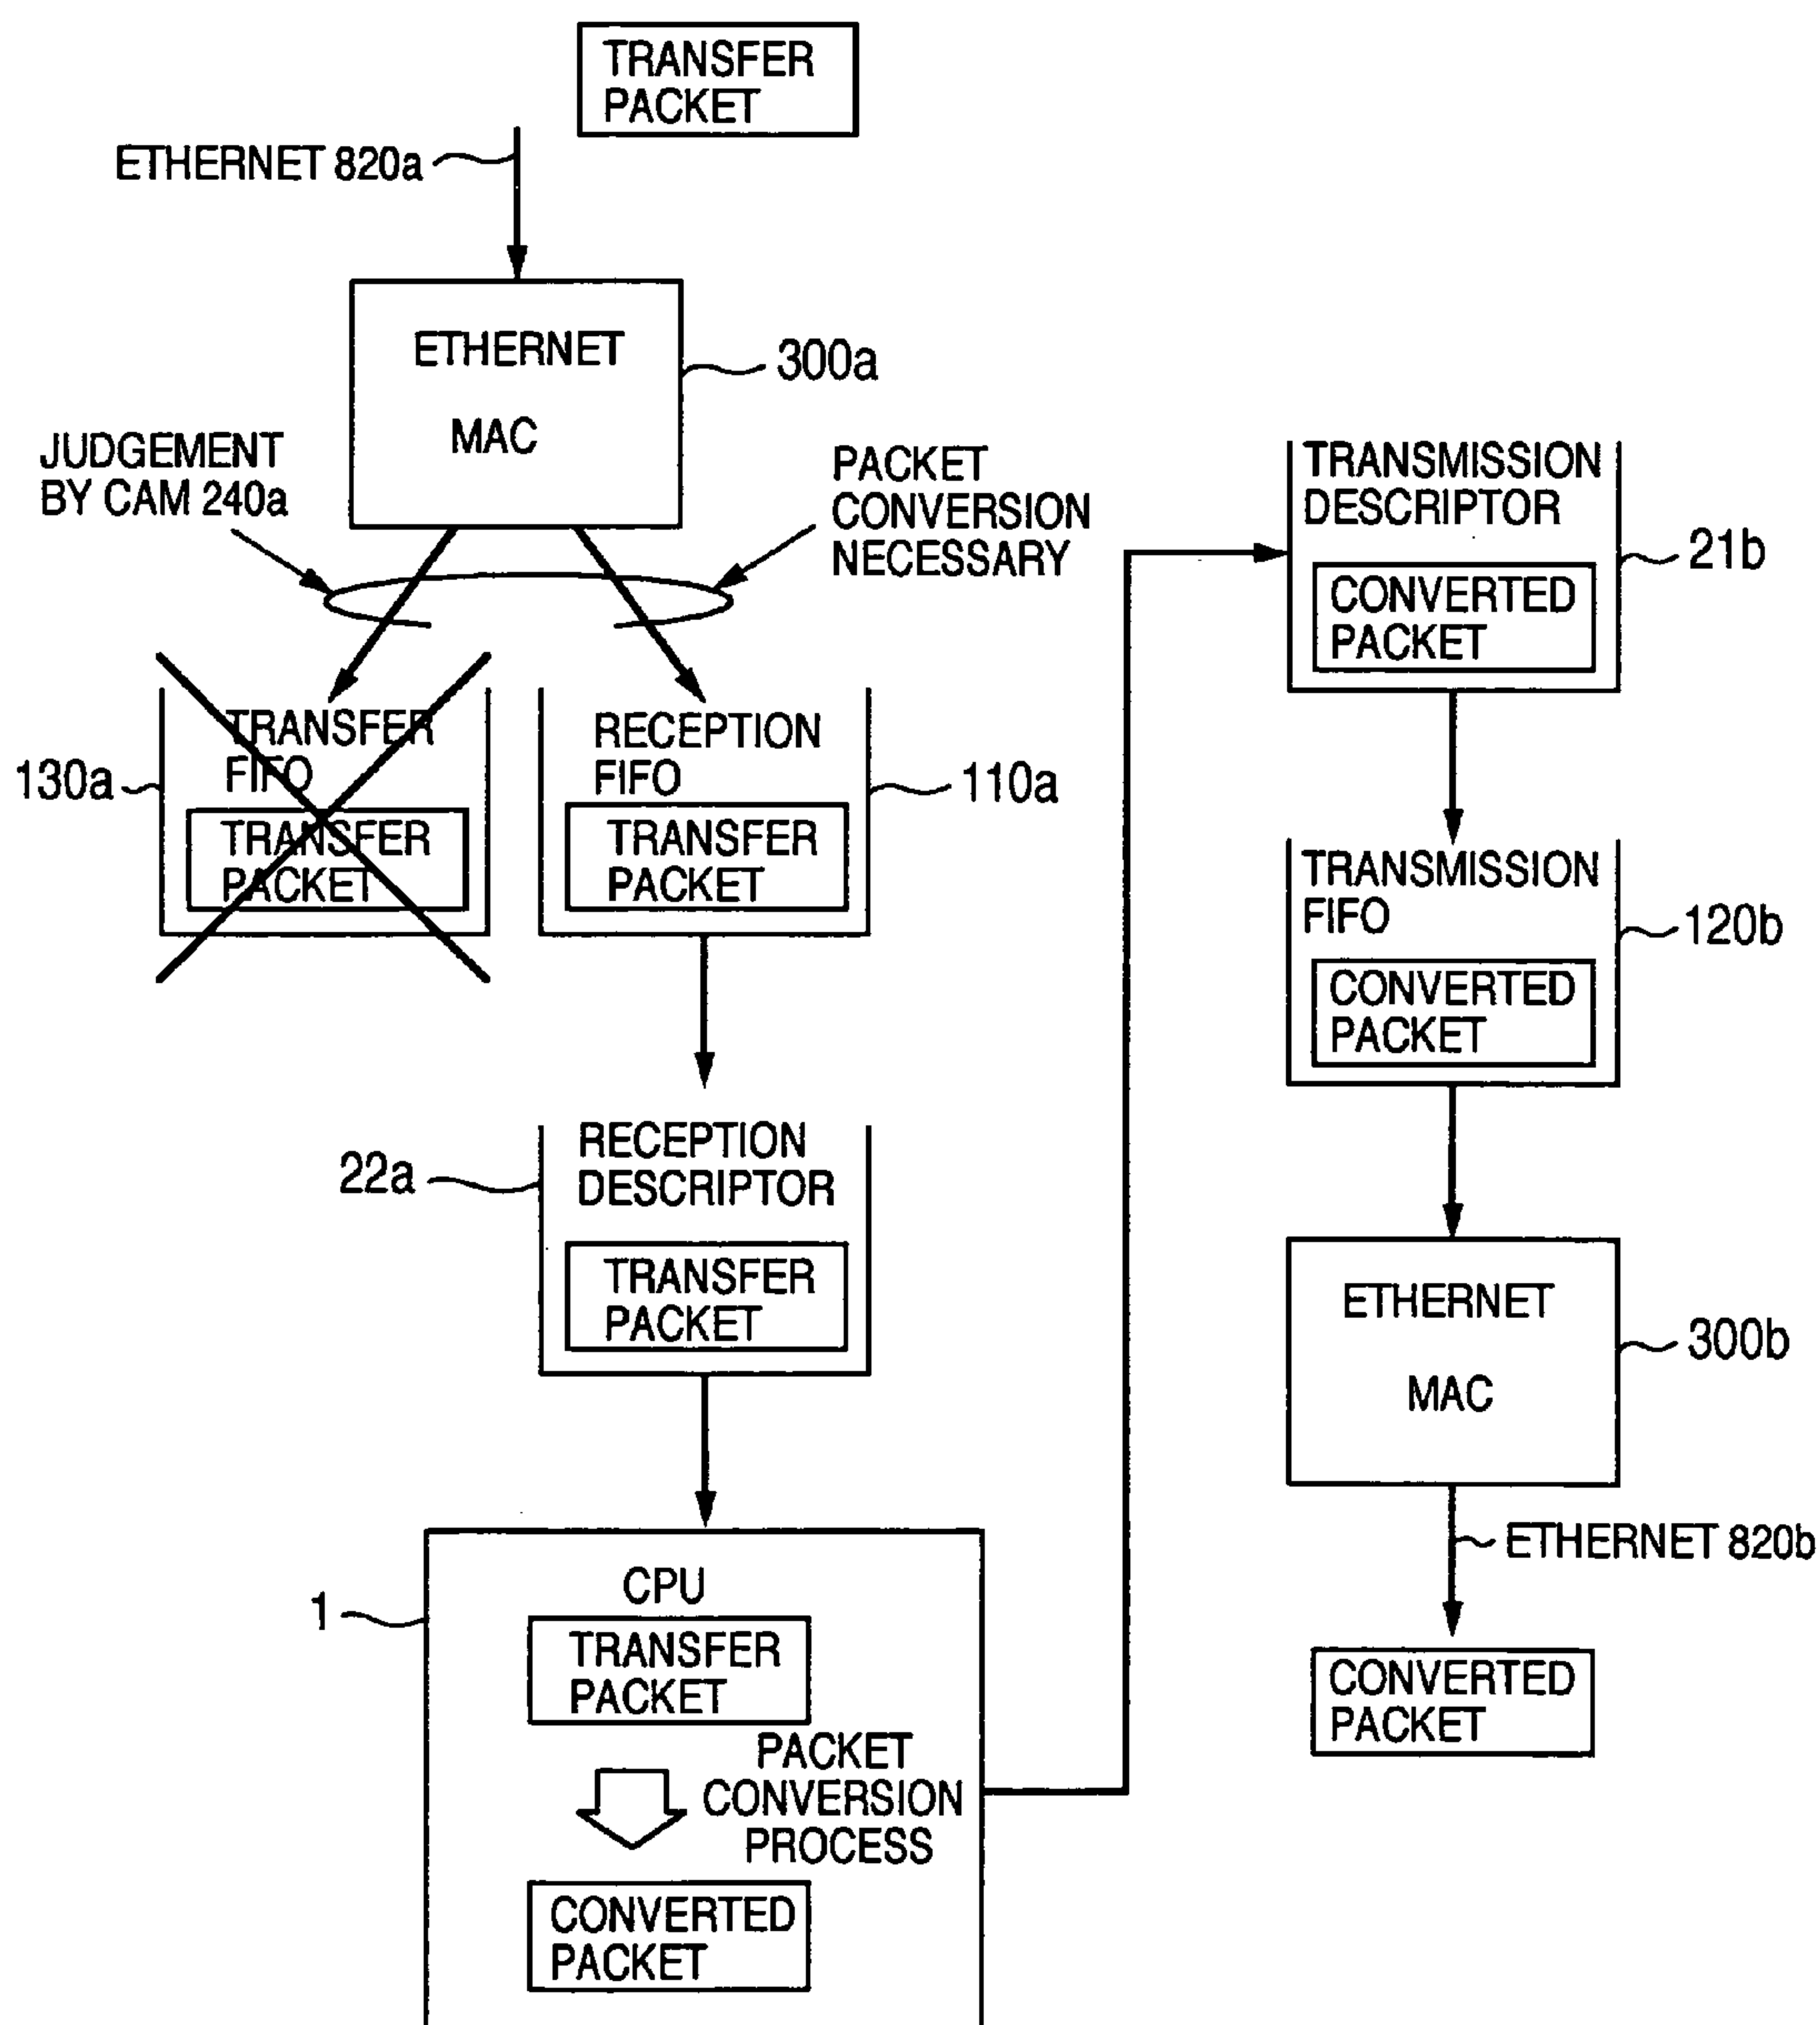 TRANSFER
PACKET
ETHERNET 820a
ETHERNET
MAC
300a
JUDGEMENT
BY CAM 240a
PACKET
CONVERSION
NECESSARY
TRANSFER
FIFO
TRANSFER
PACKET
130a
RECEPTION
FIFO
TRANSFER
PACKET
110a
RECEPTION
DESCRIPTOR
TRANSFER
PACKET
22a
CPU
1
TRANSFER
PACKET
PACKET
CONVERSION
PROCESS
CONVERTED
PACKET
TRANSMISSION
DESCRIPTOR
CONVERTED
PACKET
21b
TRANSMISSION
FIFO
CONVERTED
PACKET
120b
ETHERNET
MAC
300b
ETHERNET 820b
CONVERTED
PACKET